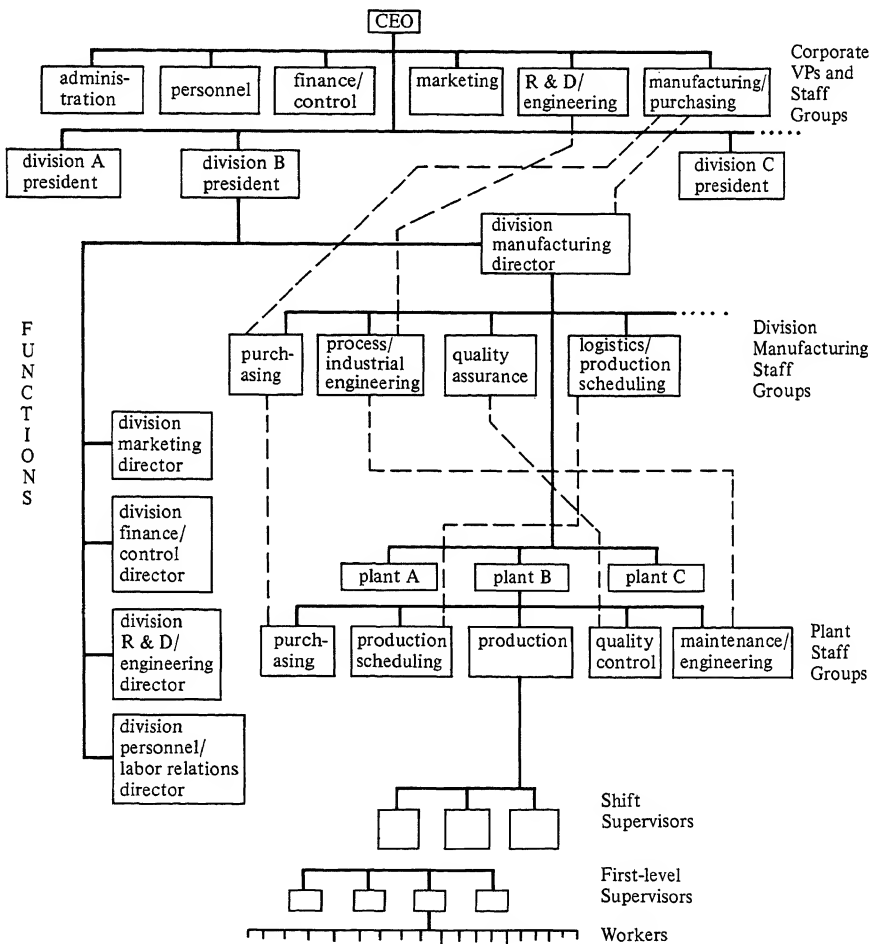 CEO
Corporate
VPs and
Staff
Groups
adminis-
tration
personnel
finance/
control
marketing
R & D/
engineering
manufacturing/
purchasing
division A
president
division B
president
division C
president
division
manufacturing
director
FUNCTIONS
purch-
asing
process/
industrial
engineering
quality
assurance
logistics/
production
scheduling
Division
Manufacturing
Staff
Groups
division
marketing
director
division
finance/
control
director
division
R & D/
engineering
director
division
personnel/
labor relations
director
plant A
plant B
plant C
purch-
asing
production
scheduling
production
quality
control
maintenance/
engineering
Plant
Staff
Groups
Shift
Supervisors
First-level
Supervisors
Workers